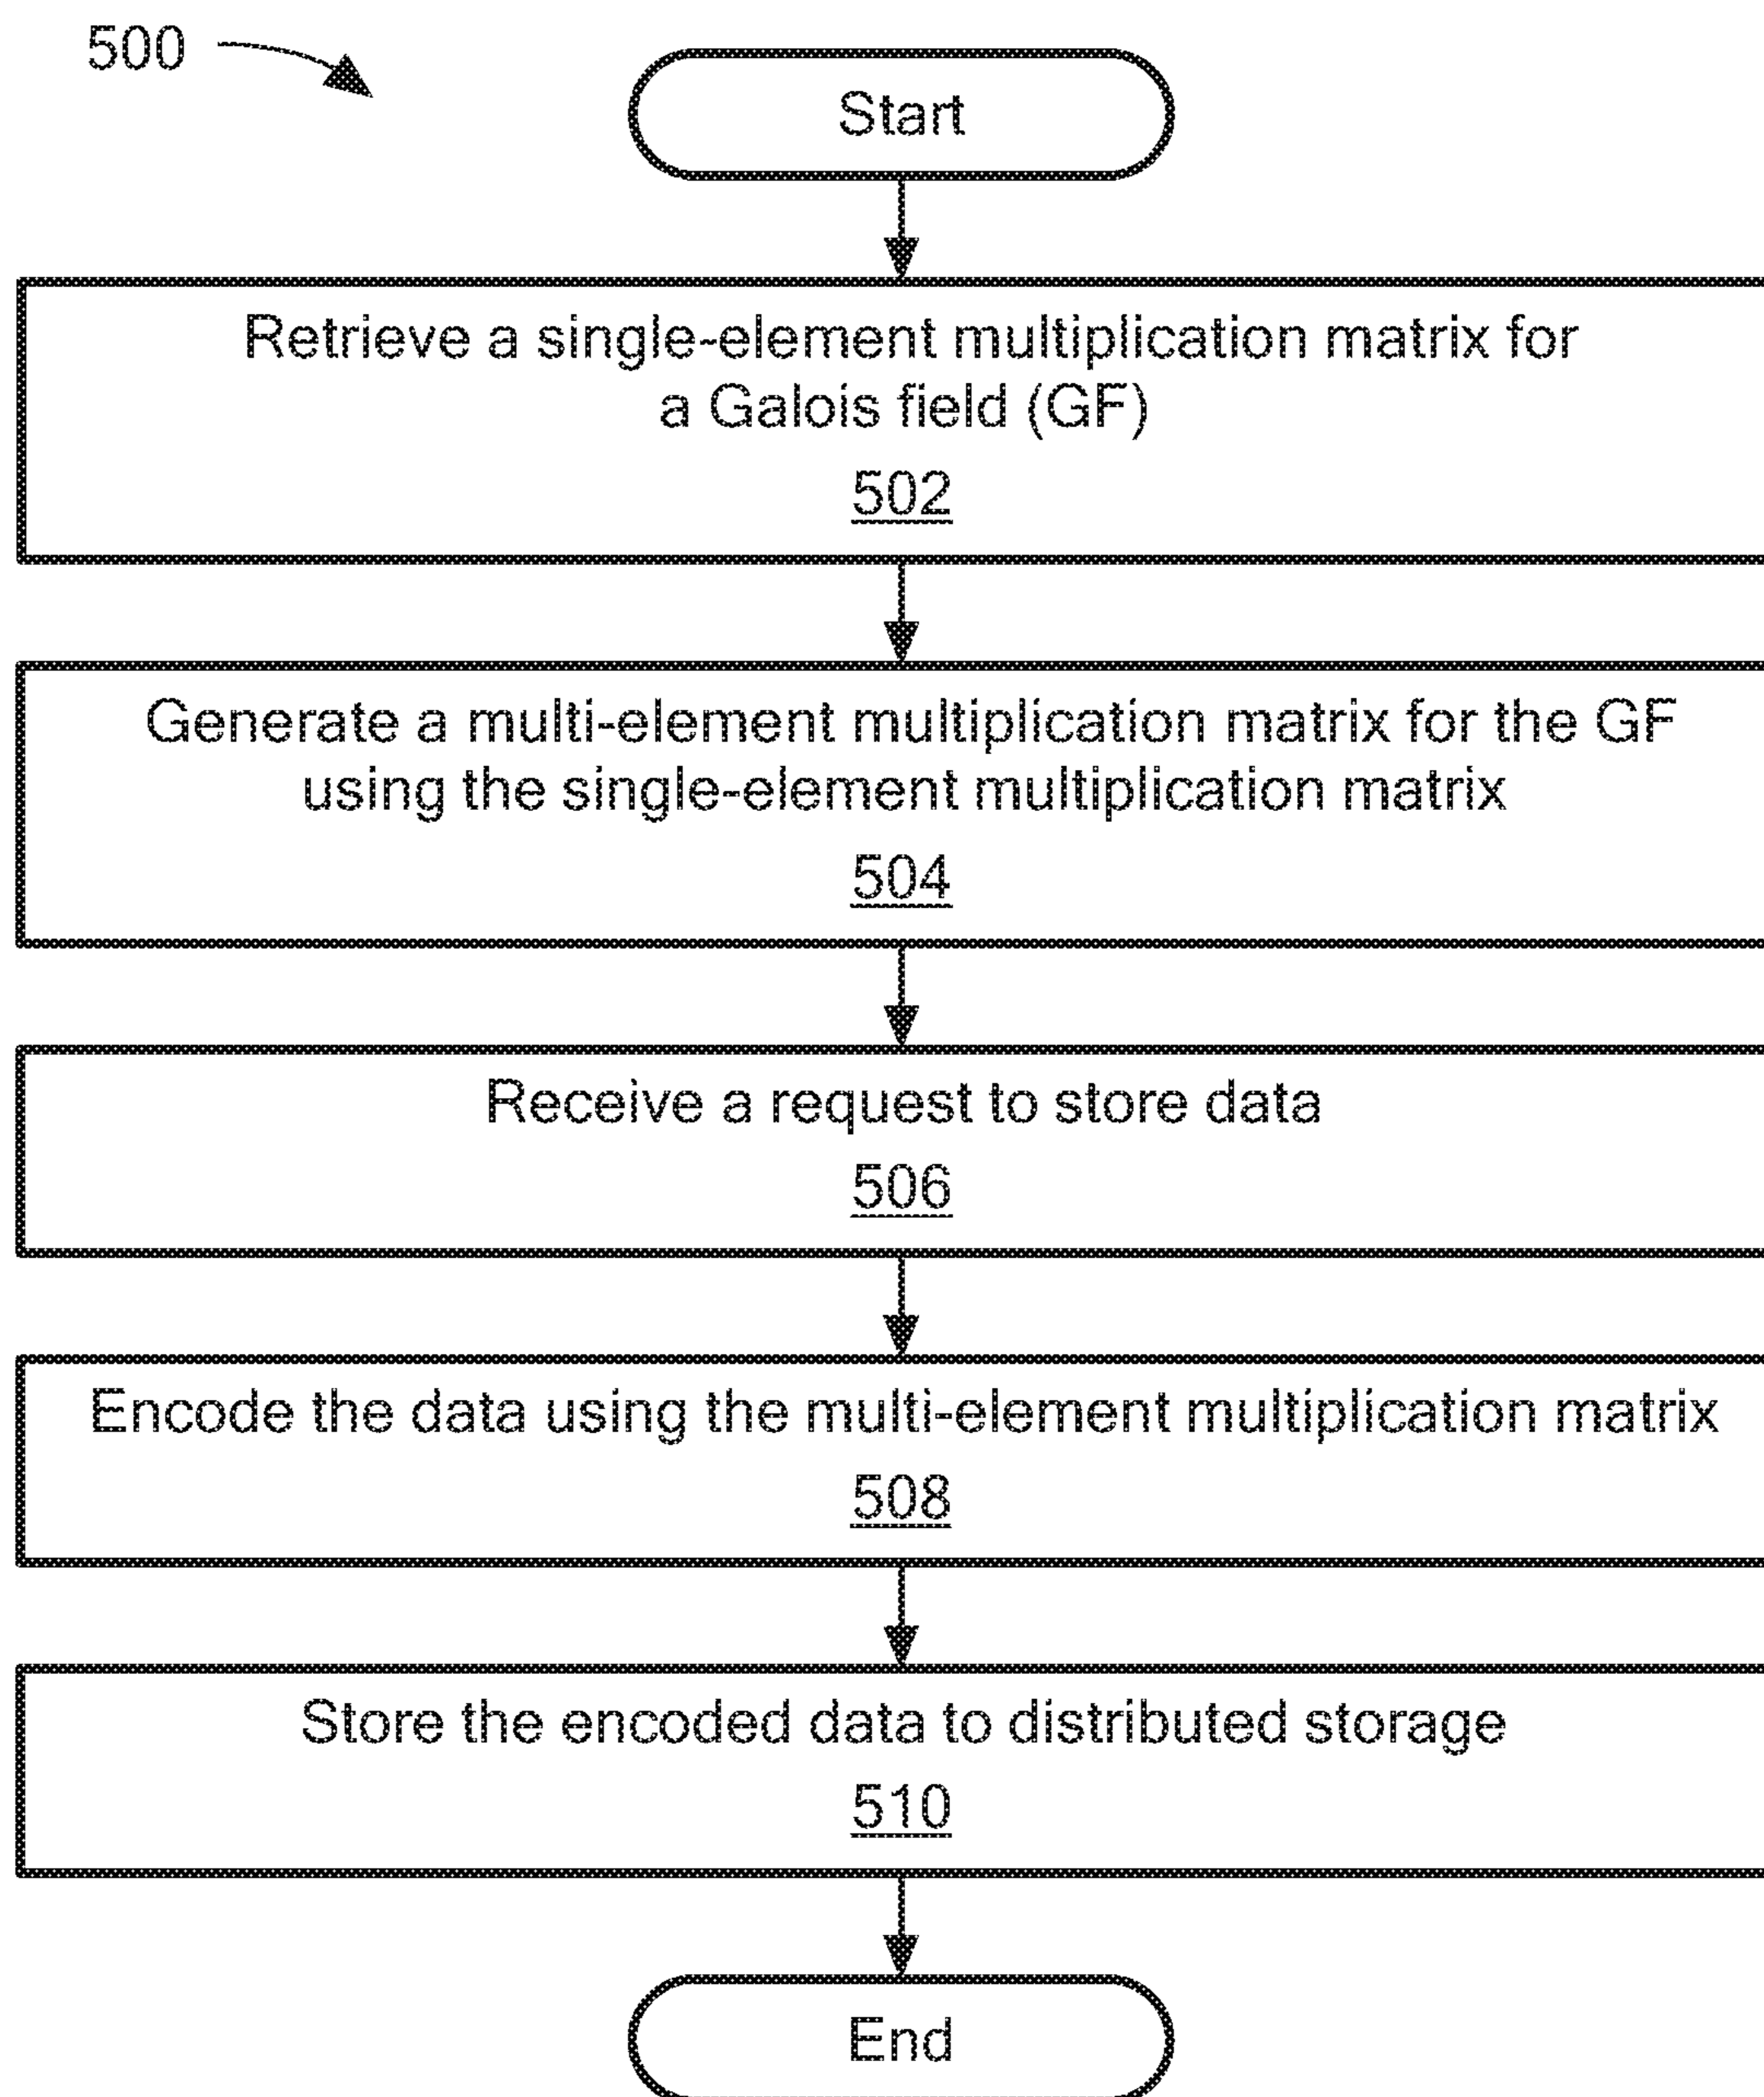 500
Start
Retrieve a single-element multiplication matrix for
a Galois field (GF)
502
Generate a multi-element multiplication matrix for the GF
using the single-element multiplication matrix
504
Receive a request to store data
506
Encode the data using the multi-element multiplication matrix
508
Store the encoded data to distributed storage
510
End